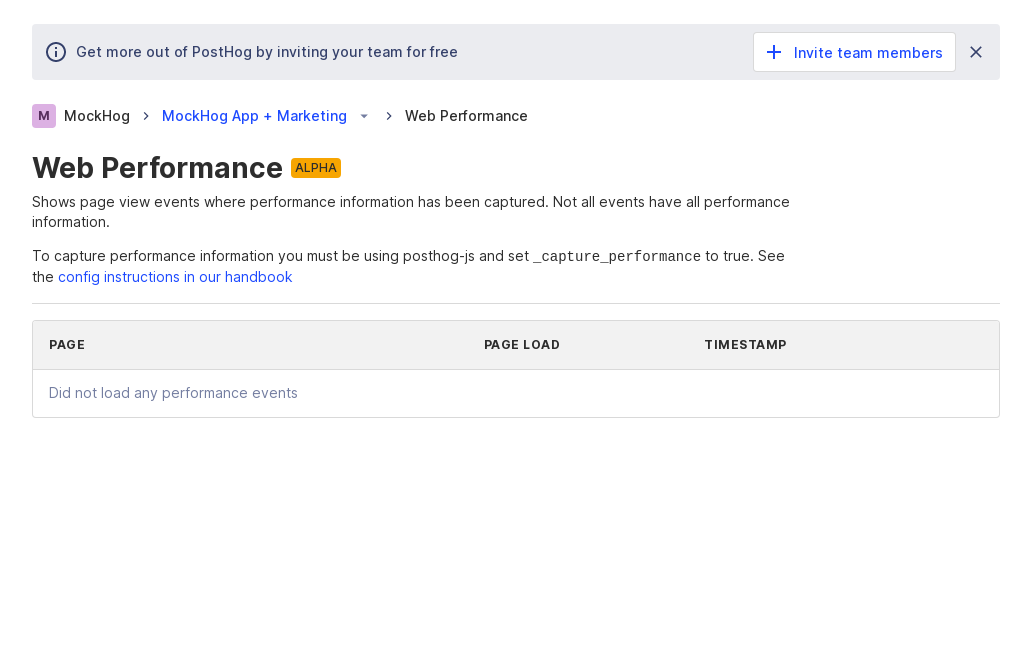 Get more out of PostHog by inviting your team for free
Invite team members
M MockHog MockHog App + Marketing Web Performance
Web Performance ALPHA
Shows page view events where performance information has been captured. Not all events have all performance
information.
To capture performance information you must be using posthog-js and set _capture_performance to true. See
the config instructions in our handbook
PAGE PAGE LOAD TIMESTAMP
Did not load any performance events